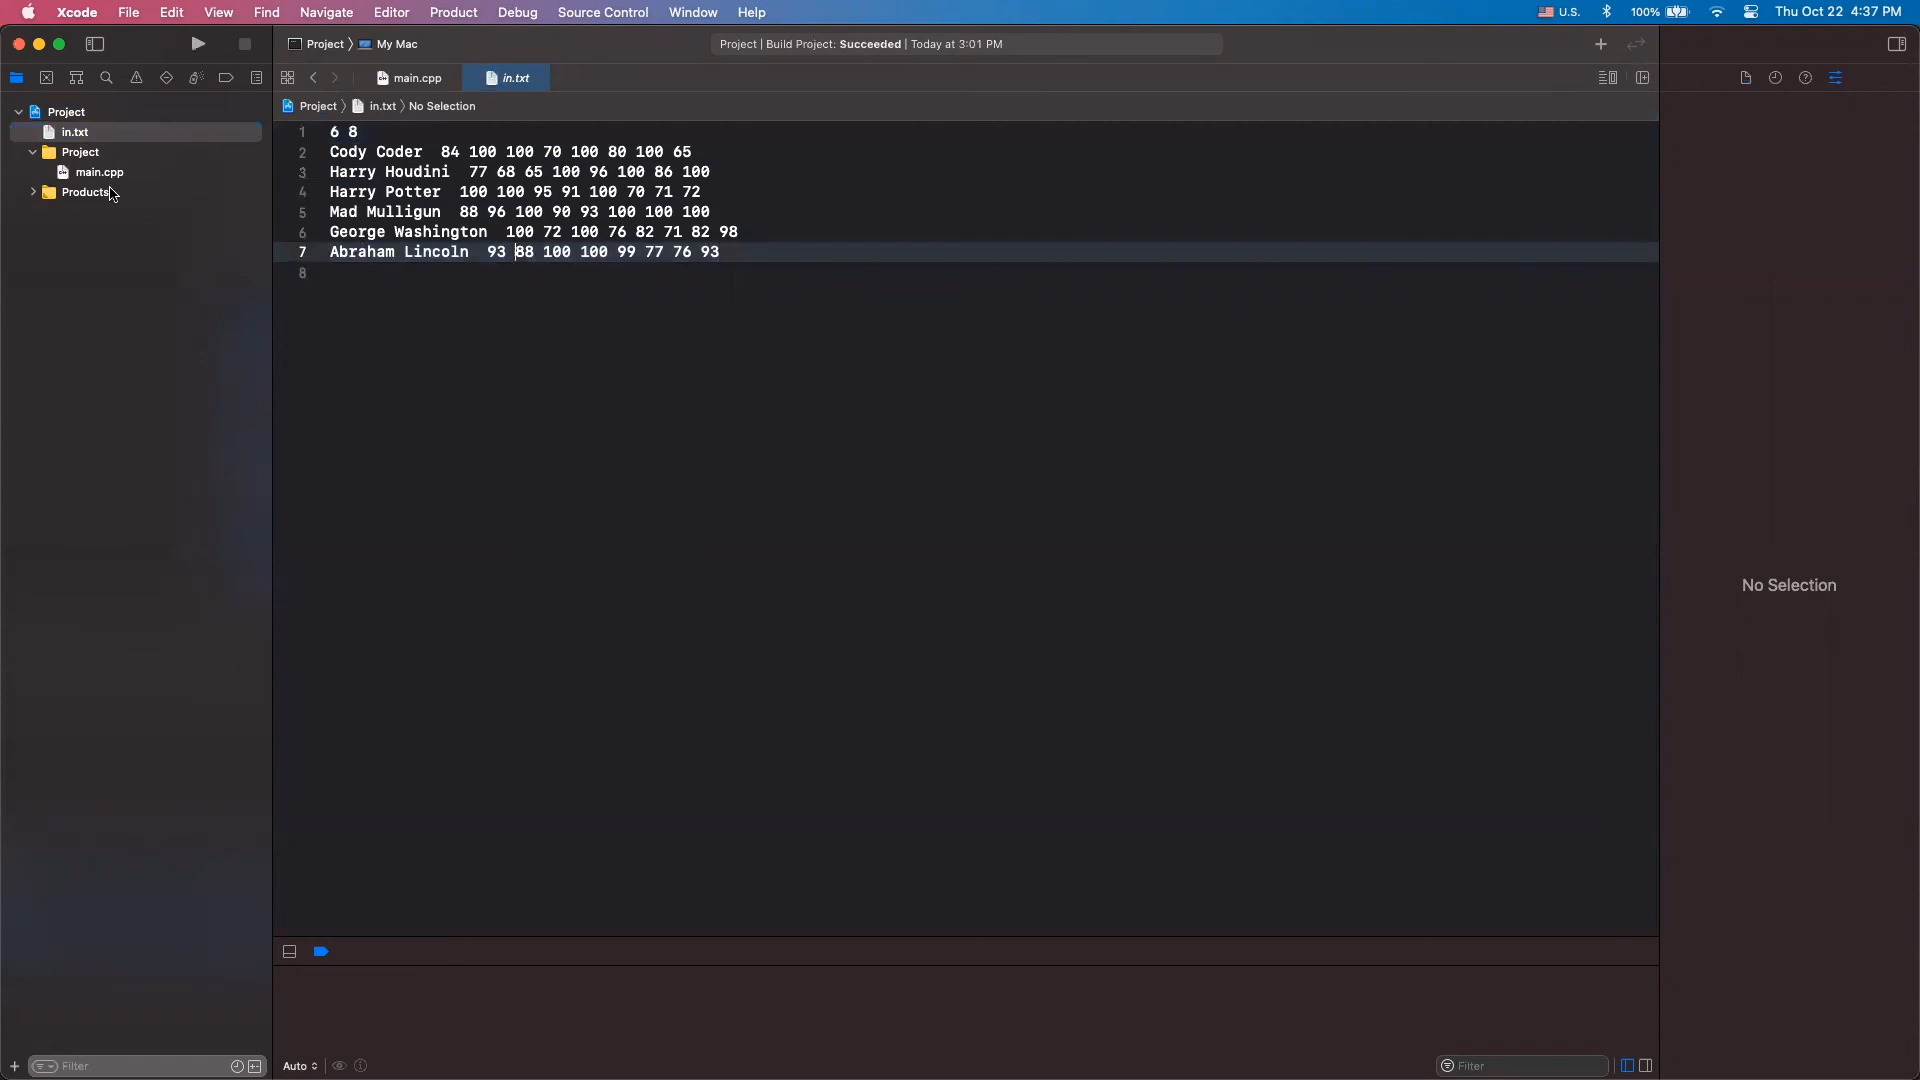 Xcode File Edit View Find Navigate Editor Product Debug Source Control Window Help U.S. 100% Thu Oct 22 4:37 PM
Project My Mac Project | Build Project: Succeeded | Today at 3:01 PM
main.cpp in.txt
Project in.txt No Selection
Project
in.txt
Project
main.cpp
Products
1 6 8
2 Cody Coder 84 100 100 70 100 80 100 65
3 Harry Houdini 77 68 65 100 96 100 86 100
4 Harry Potter 100 100 95 91 100 70 71 72
5 Mad Mulligun 88 96 100 90 93 100 100 100
6 George Washington 100 72 100 76 82 71 82 98
7 Abraham Lincoln 93 88 100 100 99 77 76 93
8
No Selection
Filter Auto Filter